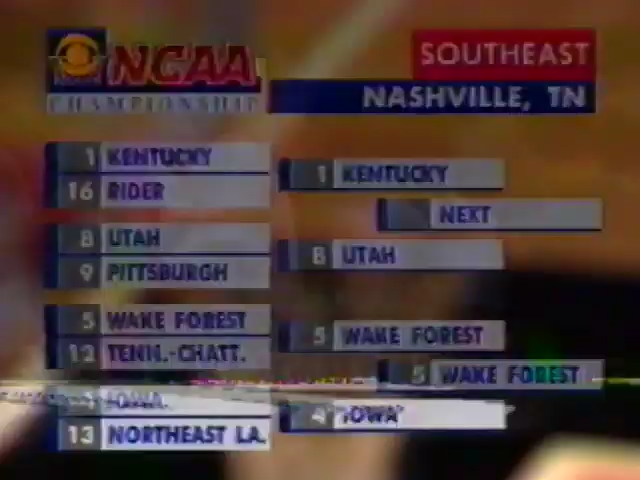 NCAA
CHAMPIONSHIP
SOUTHEAST
NASHVILLE, TN
1 KENTUCKY
16 RIDER
8 UTAH
9 PITTSBURGH
5 WAKE FOREST
12 TENN.-CHATT.
4 IOWA
13 NORTHEAST LA.
1 KENTUCKY
8 UTAH
5 WAKE FOREST
4 IOWA
NEXT
5 WAKE FOREST